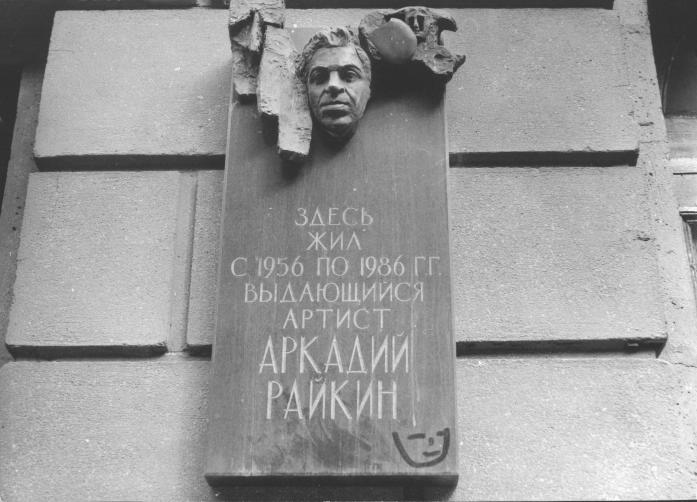 ЗДЕСЬ
ЖИЛ
С 1956 ПО 1986 ГГ.
ВЫДАЮЩИЙСЯ
АРТИСТ
АРКАДИЙ
РАЙКИН